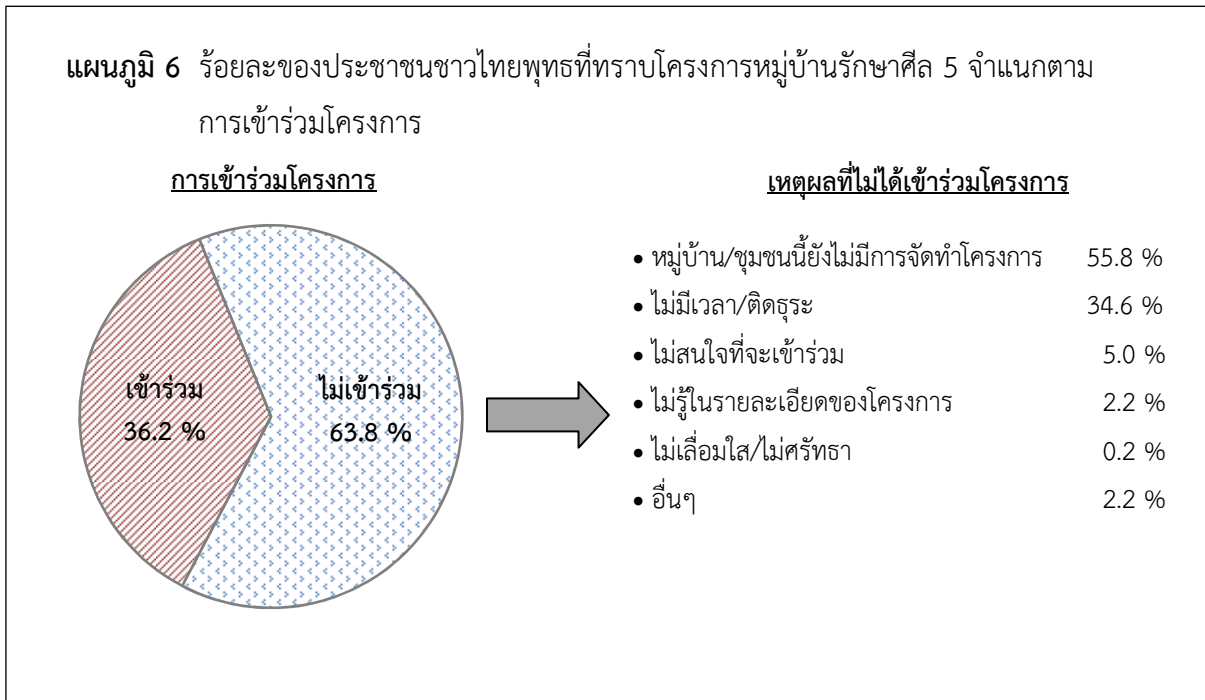 แผนภูมิ 6 ร้อยละของประชาชนชาวไทยพุทธที่ทราบโครงการหมู่บ้านรักษาศีล 5 จำแนกตาม
การเข้าร่วมโครงการ
การเข้าร่วมโครงการ
เข้าร่วม
36.2 %
ไม่เข้าร่วม
63.8 %
เหตุผลที่ไม่ได้เข้าร่วมโครงการ
• หมู่บ้าน/ชุมชนนี้ยังไม่มีการจัดทำโครงการ 55.8 %
• ไม่มีเวลา/ติดธุระ 34.6 %
• ไม่สนใจที่จะเข้าร่วม 5.0 %
• ไม่รู้ในรายละเอียดของโครงการ 2.2 %
• ไม่เลื่อมใส/ไม่ศรัทธา 0.2 %
• อื่นๆ 2.2 %